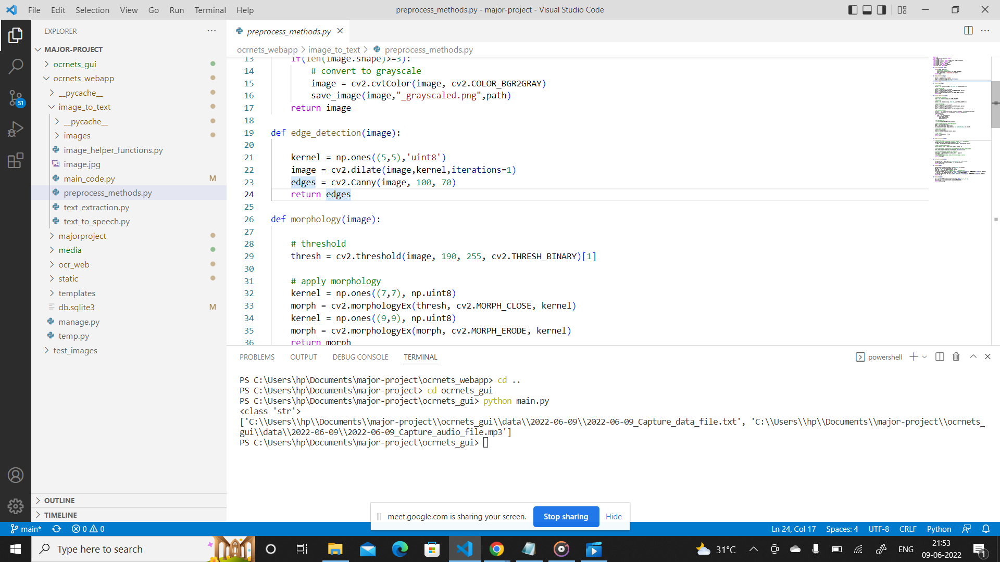 File Edit Selection View Go Run Terminal Help
preprocess_methods.py - major-project - Visual Studio Code
EXPLORER
MAJOR-PROJECT
ocrnets_gui
ocrnets_webapp
__pycache__
image_to_text
__pycache__
images
image_helper_functions.py
image.jpg
main_code.py M
preprocess_methods.py
text_extraction.py
text_to_speech.py
majorproject
media
ocr_web
static
templates
db.sqlite3 M
manage.py
temp.py
test_images
OUTLINE
TIMELINE
51
preprocess_methods.py
ocrnets_webapp > image_to_text > preprocess_methods.py
13 if(len(image.shape)>=3):
14 # convert to grayscale
15 image = cv2.cvtColor(image, cv2.COLOR_BGR2GRAY)
16 save_image(image,"_grayscaled.png",path)
17 return image
18
19 def edge_detection(image):
20
21 kernel = np.ones((5,5),'uint8')
22 image = cv2.dilate(image,kernel,iterations=1)
23 edges = cv2.Canny(image, 100, 70)
24 return edges
25
26 def morphology(image):
27
28 # threshold
29 thresh = cv2.threshold(image, 190, 255, cv2.THRESH_BINARY)[1]
30
31 # apply morphology
32 kernel = np.ones((7,7), np.uint8)
33 morph = cv2.morphologyEx(thresh, cv2.MORPH_CLOSE, kernel)
34 kernel = np.ones((9,9), np.uint8)
35 morph = cv2.morphologyEx(morph, cv2.MORPH_ERODE, kernel)
36 return morph
PROBLEMS OUTPUT DEBUG CONSOLE TERMINAL
powershell
PS C:\Users\hp\Documents\major-project\ocrnets_webapp> cd ..
PS C:\Users\hp\Documents\major-project> cd ocrnets_gui
PS C:\Users\hp\Documents\major-project\ocrnets_gui> python main.py
<class 'str'>
['C:\\Users\\hp\\Documents\\major-project\\ocrnets_gui\\data\\2022-06-09\\2022-06-09_Capture_data_file.txt', 'C:\\Users\\hp\\Documents\\major-project\\ocrnets_
gui\\data\\2022-06-09\\2022-06-09_Capture_audio_file.mp3']
PS C:\Users\hp\Documents\major-project\ocrnets_gui>
meet.google.com is sharing your screen. Stop sharing Hide
main* 0 0
Ln 24, Col 17 Spaces: 4 UTF-8 CRLF Python
Type here to search
31°C
ENG
21:53
09-06-2022
1